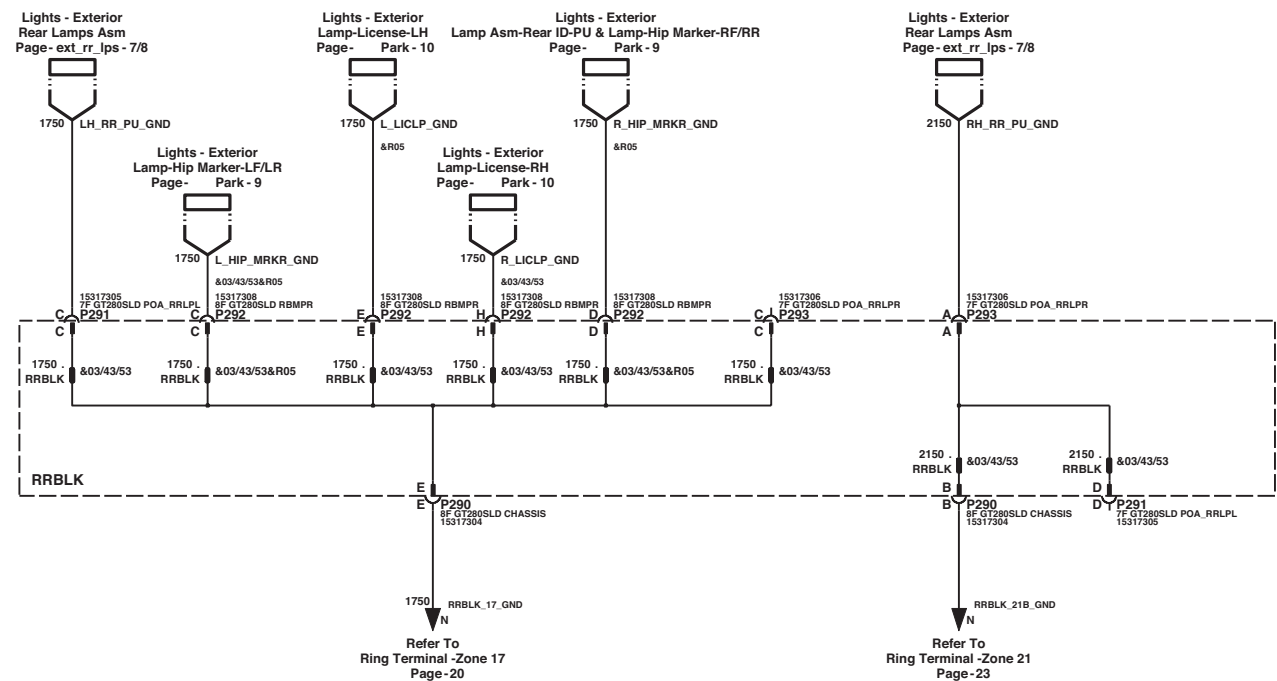 Lights - Exterior
Rear Lamps Asm
Page- ext_rr_lps - 7/8
Lights - Exterior
Lamp-License-LH
Page- Park - 10
Lights - Exterior
Lamp Asm-Rear ID-PU & Lamp-Hip Marker-RF/RR
Page- Park - 9
Lights - Exterior
Rear Lamps Asm
Page- ext_rr_lps - 7/8
1750 LH_RR_PU_GND
1750 L_LICLP_GND
&R05
1750 R_HIP_MRKR_GND
&R05
2150 RH_RR_PU_GND
Lights - Exterior
Lamp-Hip Marker-LF/LR
Page- Park - 9
Lights - Exterior
Lamp-License-RH
Page- Park - 10
1750 L_HIP_MRKR_GND
&03/43/53&R05
1750 R_LICLP_GND
&03/43/53
15317305
7F GT280SLD POA_RRLPL
C P291
C
15317308
8F GT280SLD RBMPR
C P292
C
15317308
8F GT280SLD RBMPR
E P292
E
15317308
8F GT280SLD RBMPR
H P292
H
15317308
8F GT280SLD RBMPR
D P292
D
15317306
7F GT280SLD POA_RRLPR
C P293
C
15317306
7F GT280SLD POA_RRLPR
A P293
A
1750 .
RRBLK &03/43/53
1750 .
RRBLK &03/43/53&R05
1750 .
RRBLK &03/43/53
1750 .
RRBLK &03/43/53
1750 .
RRBLK &03/43/53&R05
1750 .
RRBLK &03/43/53
2150 .
RRBLK &03/43/53
2150 .
RRBLK &03/43/53
RRBLK
E
E P290
8F GT280SLD CHASSIS
15317304
B
B P290
8F GT280SLD CHASSIS
15317304
D
D P291
7F GT280SLD POA_RRLPL
15317305
1750 RRBLK_17_GND
N
Refer To
Ring Terminal -Zone 17
Page-20
RRBLK_21B_GND
N
Refer To
Ring Terminal -Zone 21
Page-23